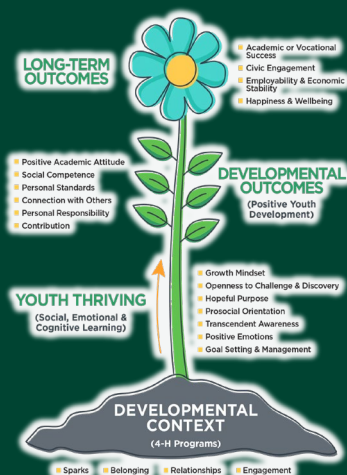 LONG-TERM
OUTCOMES
Academic or Vocational
Success
Civic Engagement
Employability & Economic
Stability
Happiness & Wellbeing
Positive Academic Attitude
Social Competence
Personal Standards
Connection with Others
Personal Responsibility
Contribution
DEVELOPMENTAL
OUTCOMES
(Positive Youth
Development)
YOUTH THRIVING
(Social, Emotional &
Cognitive Learning)
Growth Mindset
Openness to Challenge & Discovery
Hopeful Purpose
Prosocial Orientation
Transcendent Awareness
Positive Emotions
Goal Setting & Management
DEVELOPMENTAL
CONTEXT
(4-H Programs)
Sparks Belonging Relationships Engagement